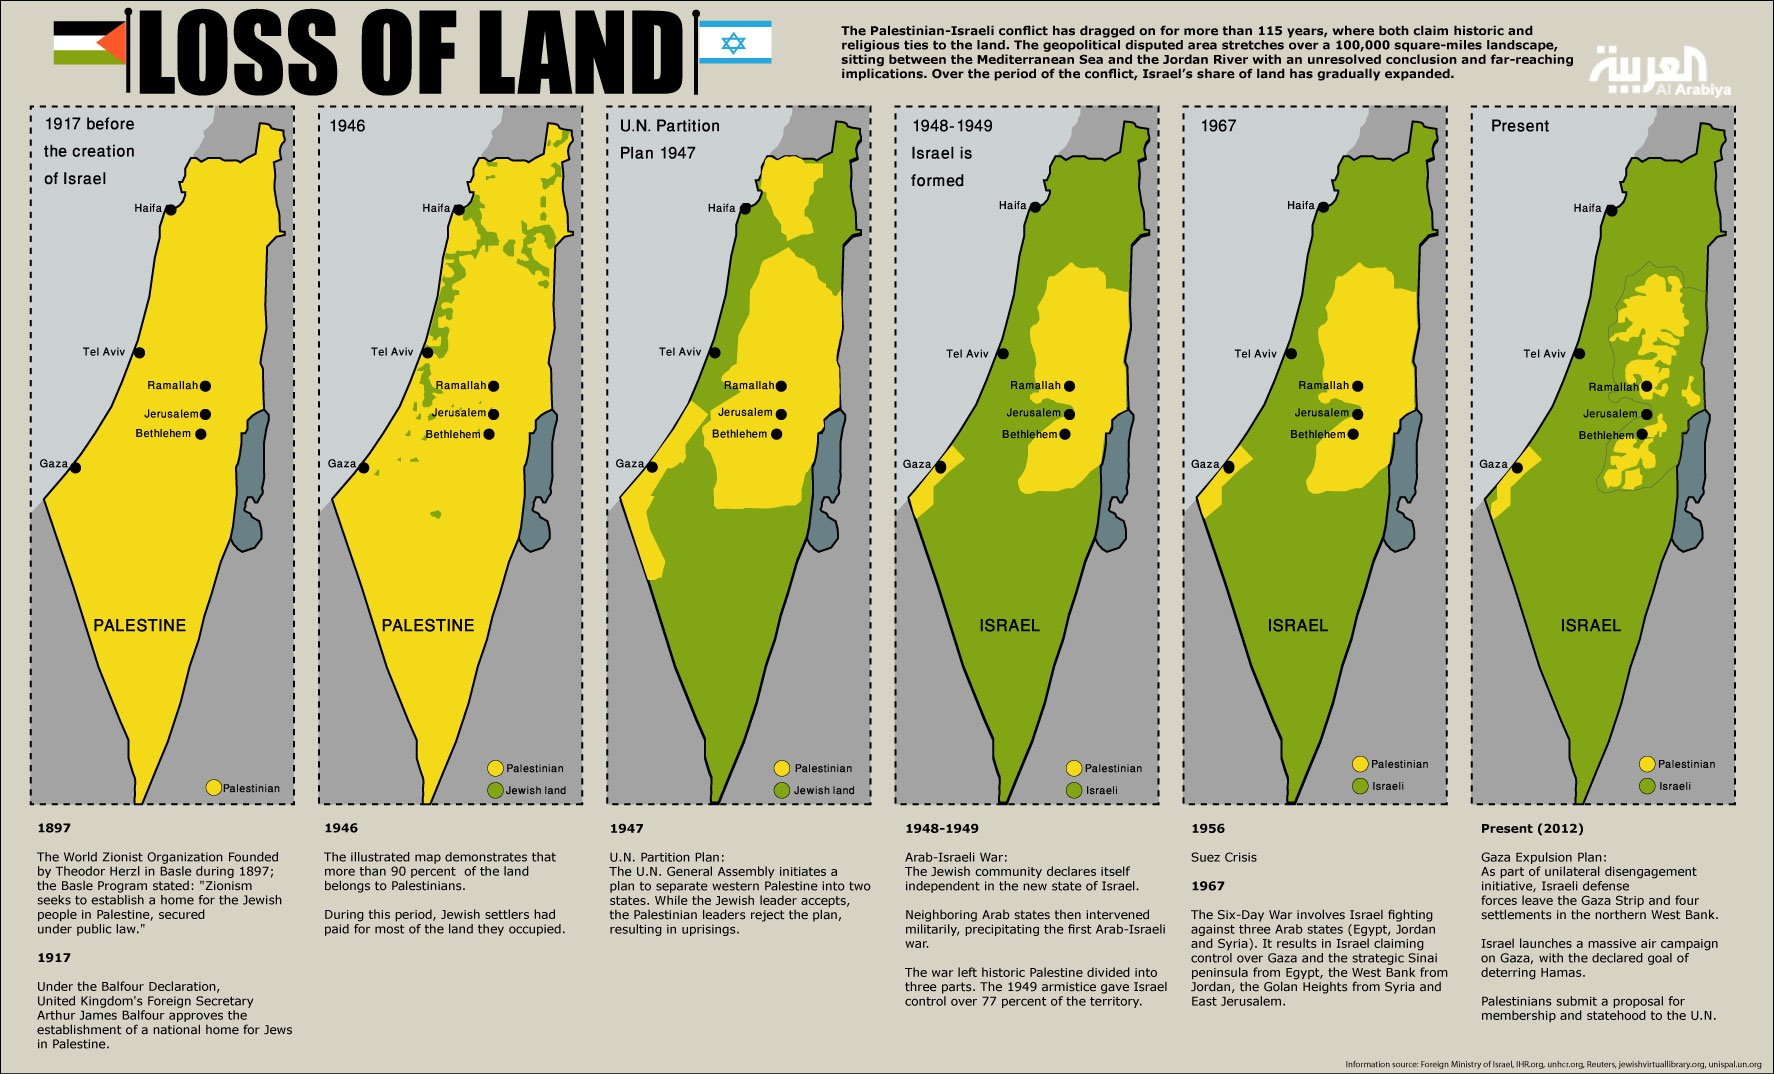 LOSS OF LAND
The Palestinian-Israeli conflict has dragged on for more than 115 years, where both claim historic and
religious ties to the land. The geopolitical disputed area stretches over a 100,000 square-miles landscape,
sitting between the Mediterranean Sea and the Jordan River with an unresolved conclusion and far-reaching
implications. Over the period of the conflict, Israel's share of land has gradually expanded.
العربية
Al Arabiya
1917 before
the creation
of Israel
Haifa
Tel Aviv
Ramallah
Jerusalem
Bethlehem
Gaza
PALESTINE
Palestinian
1946
Haifa
Tel Aviv
Ramallah
Jerusalem
Bethlehem
Gaza
PALESTINE
Palestinian
Jewish land
U.N. Partition
Plan 1947
Haifa
Tel Aviv
Ramallah
Jerusalem
Bethlehem
Gaza
Palestinian
Jewish land
1948-1949
Israel is
formed
Haifa
Tel Aviv
Ramallah
Jerusalem
Bethlehem
Gaza
ISRAEL
Palestinian
Israeli
1967
Haifa
Tel Aviv
Ramallah
Jerusalem
Bethlehem
Gaza
ISRAEL
Palestinian
Israeli
Present
Haifa
Tel Aviv
Ramallah
Jerusalem
Bethlehem
Gaza
ISRAEL
Palestinian
Israeli
1897
The World Zionist Organization Founded
by Theodor Herzl in Basle during 1897;
the Basle Program stated: "Zionism
seeks to establish a home for the Jewish
people in Palestine, secured
under public law."
1917
Under the Balfour Declaration,
United Kingdom's Foreign Secretary
Arthur James Balfour approves the
establishment of a national home for Jews
in Palestine.
1946
The illustrated map demonstrates that
more than 90 percent of the land
belongs to Palestinians.
During this period, Jewish settlers had
paid for most of the land they occupied.
1947
U.N. Partition Plan:
The U.N. General Assembly initiates a
plan to separate western Palestine into two
states. While the Jewish leader accepts,
the Palestinian leaders reject the plan,
resulting in uprisings.
1948-1949
Arab-Israeli War:
The Jewish community declares itself
independent in the new state of Israel.
Neighboring Arab states then intervened
militarily, precipitating the first Arab-Israeli
war.
The war left historic Palestine divided into
three parts. The 1949 armistice gave Israel
control over 77 percent of the territory.
1956
Suez Crisis
1967
The Six-Day War involves Israel fighting
against three Arab states (Egypt, Jordan
and Syria). It results in Israel claiming
control over Gaza and the strategic Sinai
peninsula from Egypt, the West Bank from
Jordan, the Golan Heights from Syria and
East Jerusalem.
Present (2012)
Gaza Expulsion Plan:
As part of unilateral disengagement
initiative, Israeli defense
forces leave the Gaza Strip and four
settlements in the northern West Bank.
Israel launches a massive air campaign
on Gaza, with the declared goal of
deterring Hamas.
Palestinians submit a proposal for
membership and statehood to the U.N.
Information source: Foreign Ministry of Israel, IHR.org, unhcr.org, Reuters, jewishvirtuallibrary.org, unispal.un.org